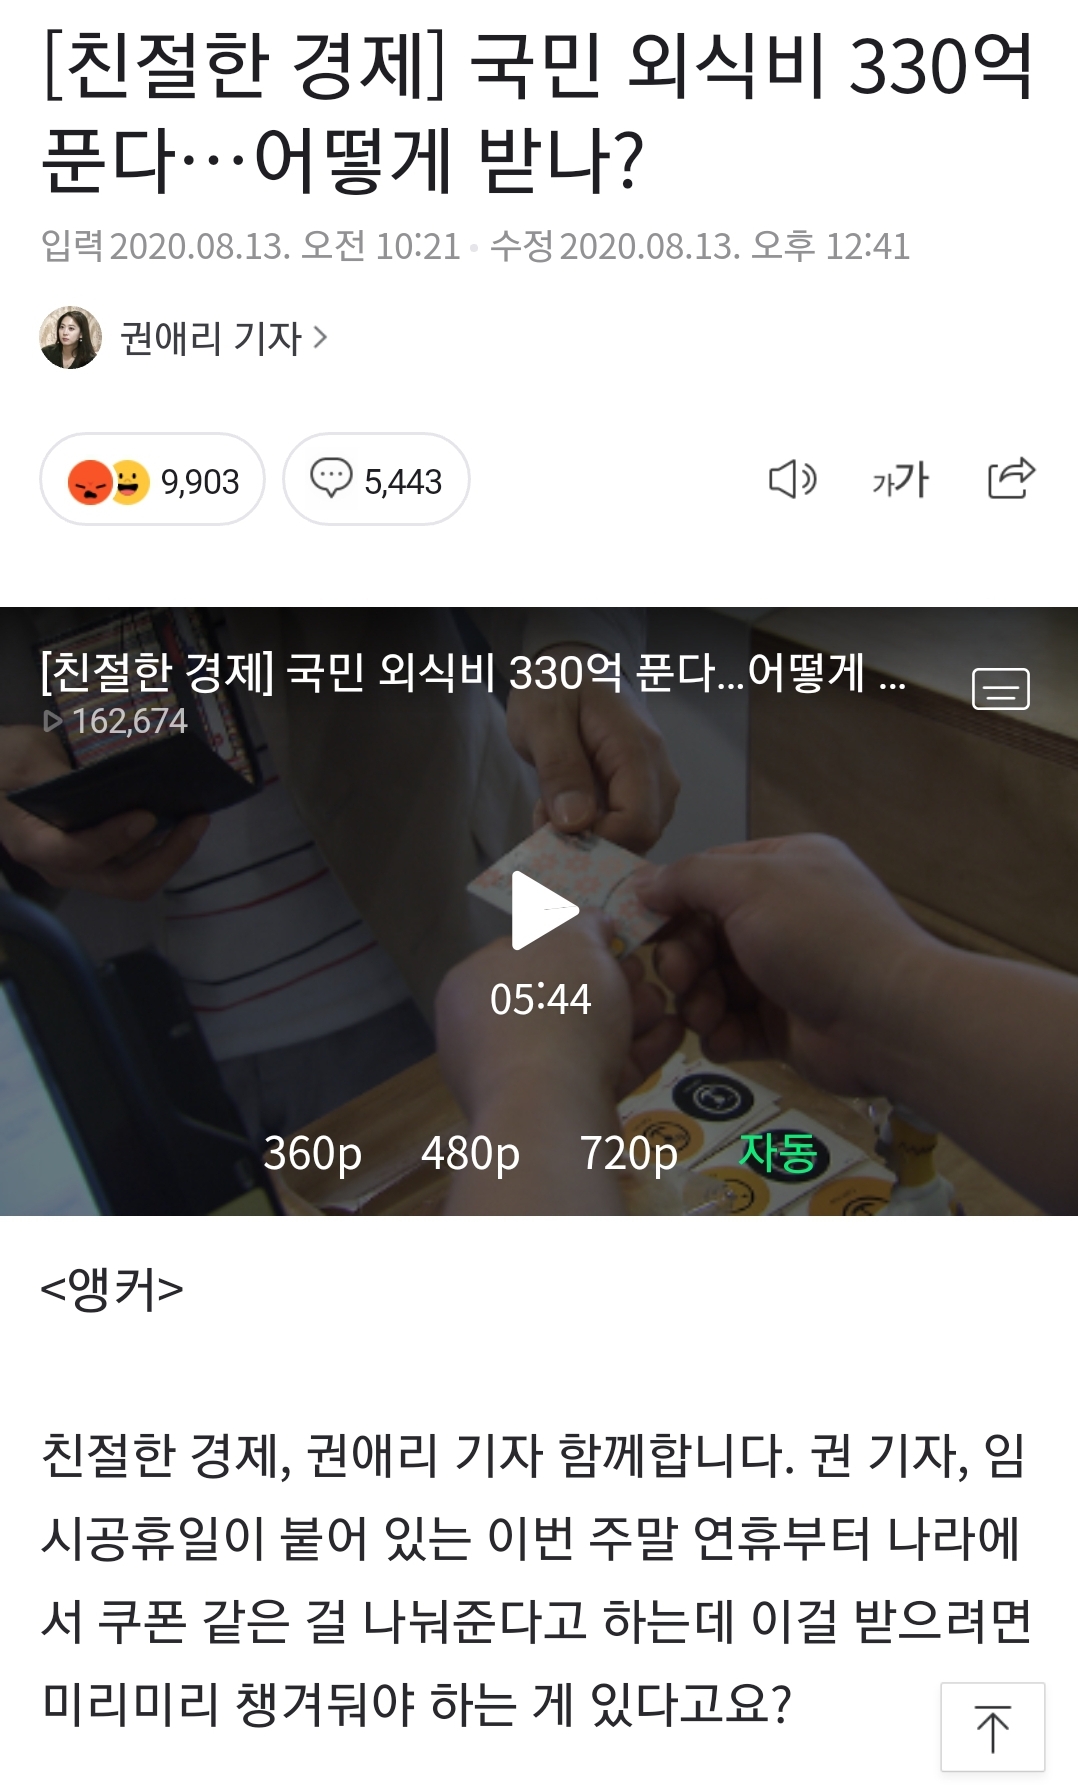 [친절한 경제] 국민 외식비 330억
푼다…어떻게 받나?
입력 2020.08.13. 오전 10:21 • 수정 2020.08.13. 오후 12:41
권애리 기자 >
9,903 5,443 가가
[친절한 경제] 국민 외식비 330억 푼다...어떻게 ...
162,674
05:44
360p 480p 720p 자동
<앵커>
친절한 경제, 권애리 기자 함께합니다. 권 기자, 임
시공휴일이 붙어 있는 이번 주말 연휴부터 나라에
서 쿠폰 같은 걸 나눠준다고 하는데 이걸 받으려면
미리미리 챙겨둬야 하는 게 있다고요?